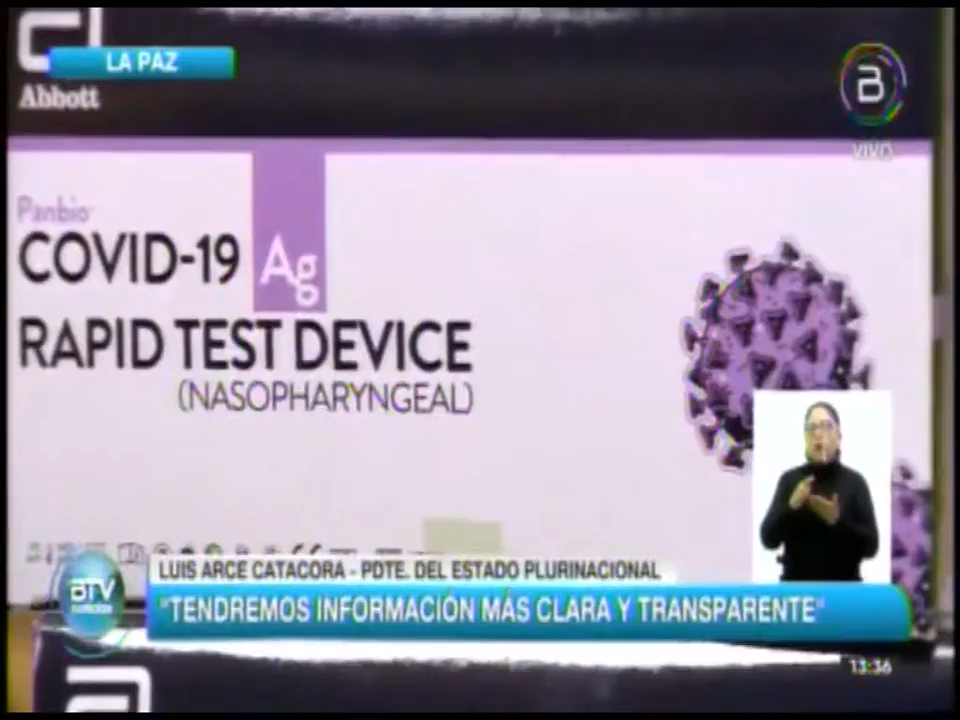 LA PAZ
Abbott
B
VIVO
Panbio
COVID-19 Ag
RAPID TEST DEVICE
(NASOPHARYNGEAL)
LUIS ARCE CATACORA - PDTE. DEL ESTADO PLURINACIONAL
BTV
"TENDREMOS INFORMACIÓN MÁS CLARA Y TRANSPARENTE"
13:36